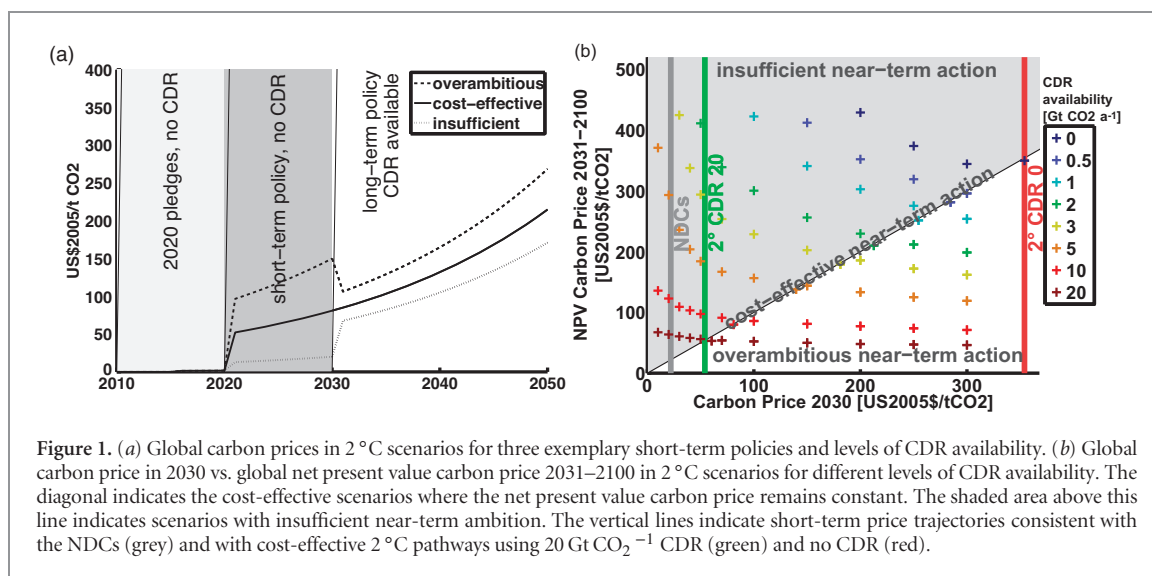 (a)
400
350
300
250
200
150
100
50
0
US$2005/t CO2
2010
2020
2030
2040
2050
2020 pledges, no CDR
short−term policy, no CDR
long−term policy
CDR available
overambitious
cost−effective
insufficient
(b)
500
400
300
200
100
0
NPV Carbon Price 2031−2100
[US2005$/tCO2]
0
100
200
300
Carbon Price 2030 [US2005$/tCO2]
insufficient near−term action
cost−effective near−term action
overambitious near−term action
NDCs
2° CDR 20
2° CDR 0
CDR
availability
[Gt CO2 a-1]
0
0.5
1
2
3
5
10
20
Figure 1. (a) Global carbon prices in 2 °C scenarios for three exemplary short-term policies and levels of CDR availability. (b) Global
carbon price in 2030 vs. global net present value carbon price 2031–2100 in 2 °C scenarios for different levels of CDR availability. The
diagonal indicates the cost-effective scenarios where the net present value carbon price remains constant. The shaded area above this
line indicates scenarios with insufficient near-term ambition. The vertical lines indicate short-term price trajectories consistent with
the NDCs (grey) and with cost-effective 2 °C pathways using 20 Gt CO₂ ⁻¹ CDR (green) and no CDR (red).